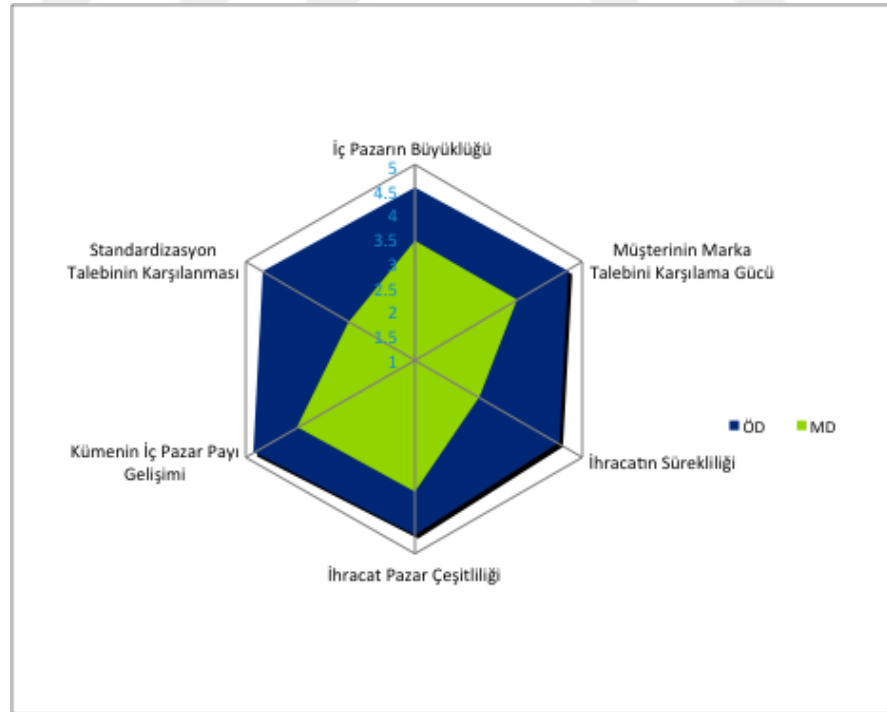 İç Pazarın Büyüklüğü
5
4.5
4
3.5
3
2.5
2
1.5
1
Müşterinin Marka
Talebini Karşılama Gücü
İhracatın Sürekliliği
İhracat Pazar Çeşitliliği
Kümenin İç Pazar Payı
Gelişimi
Standardizasyon
Talebinin Karşılanması
ÖD
MD